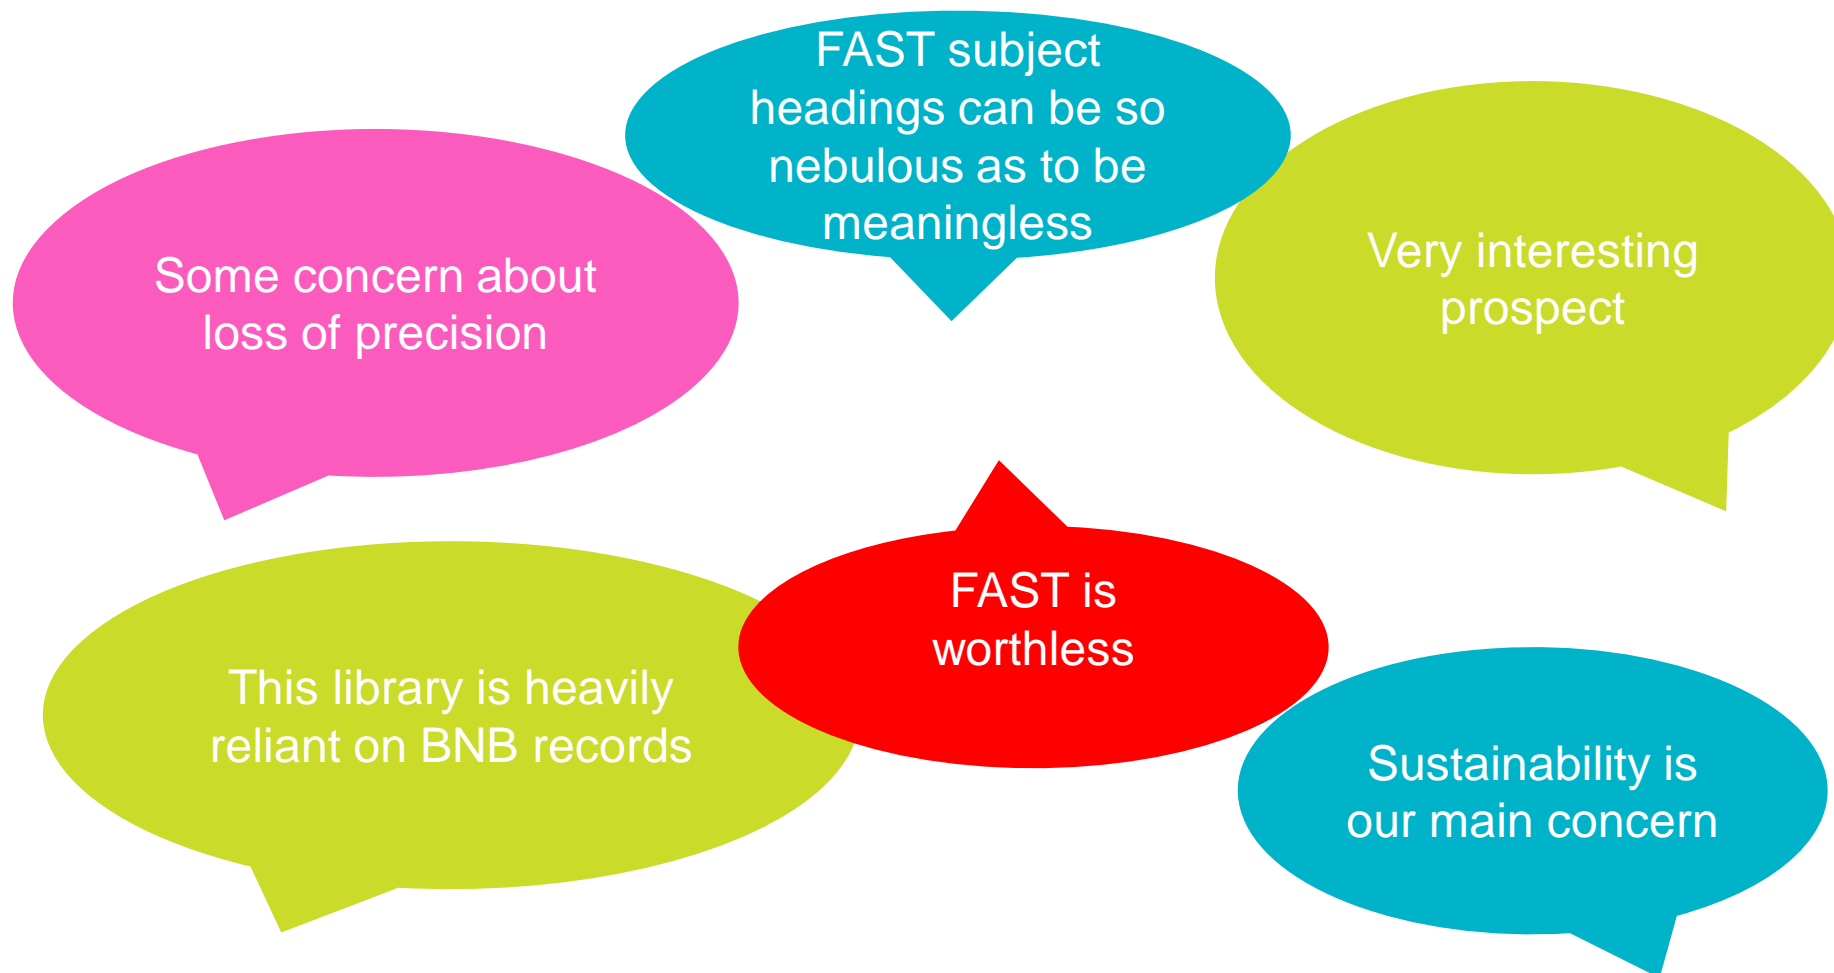 FAST subject
headings can be so
nebulous as to be
meaningless
Some concern about
loss of precision
Very interesting
prospect
FAST is
worthless
This library is heavily
reliant on BNB records
Sustainability is
our main concern